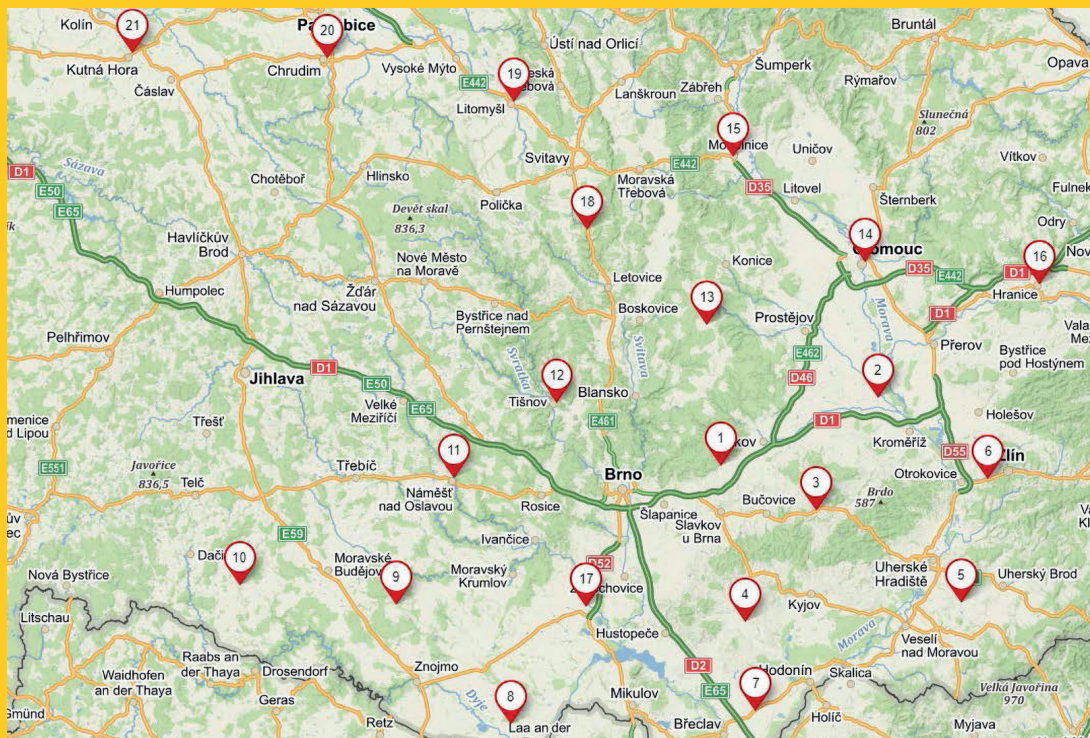 Kolín
21
Kutná Hora
Čáslav
20
Chrudim
Vysoké Mýto
E442
19
Litomyšl
Ústí nad Orlicí
Lanškroun
Šumperk
Zábřeh
Bruntál
Rýmařov
Opava
Slunečná
802
15
Uničov
Vítkov
Fulnek
Svitavy
Moravská
Třebová
E442
D35
Litovel
Šternberk
Odry
Sázava
D1
E50
E65
Chotěboř
Hlinsko
Polička
Devět skal
836,3
18
14
D35
E442
D1
16
Hranice
Havlíčkův
Brod
Nové Město
na Moravě
Letovice
Konice
13
Morava
D1
Humpolec
Žďár
nad Sázavou
Bystřice nad
Pernštejnem
Boskovice
Prostějov
Přerov
Pelhřimov
Svratka
Svitava
E462
D46
2
Bystřice
pod Hostýnem
Jihlava
D1
E50
E65
Velké
Meziříčí
12
Tišnov
Blansko
E461
D1
Kroměříž
Holešov
Třešť
1
D55
6
Otrokovice
Javořice
836,5
E551
Telč
Třebíč
11
Náměšť
nad Oslavou
Rosice
Brno
Šlapanice
Slavkov
u Brna
Bučovice
3
Brdo
587
E59
Ivančice
10
Moravské
9
Moravský
Krumlov
D52
17
4
Kyjov
Uherské
Hradiště
5
Uherský Brod
Nová Bystřice
Litschau
Hustopeče
Morava
Veselí
nad Moravou
Waidhofen
an der Thaya
Raabs an
der Thaya
Drosendorf
Geras
Znojmo
Retz
Dyje
8
Laa an der
Mikulov
D2
E65
7
Břeclav
Skalica
Holíč
Velká Javořina
970
Myjava